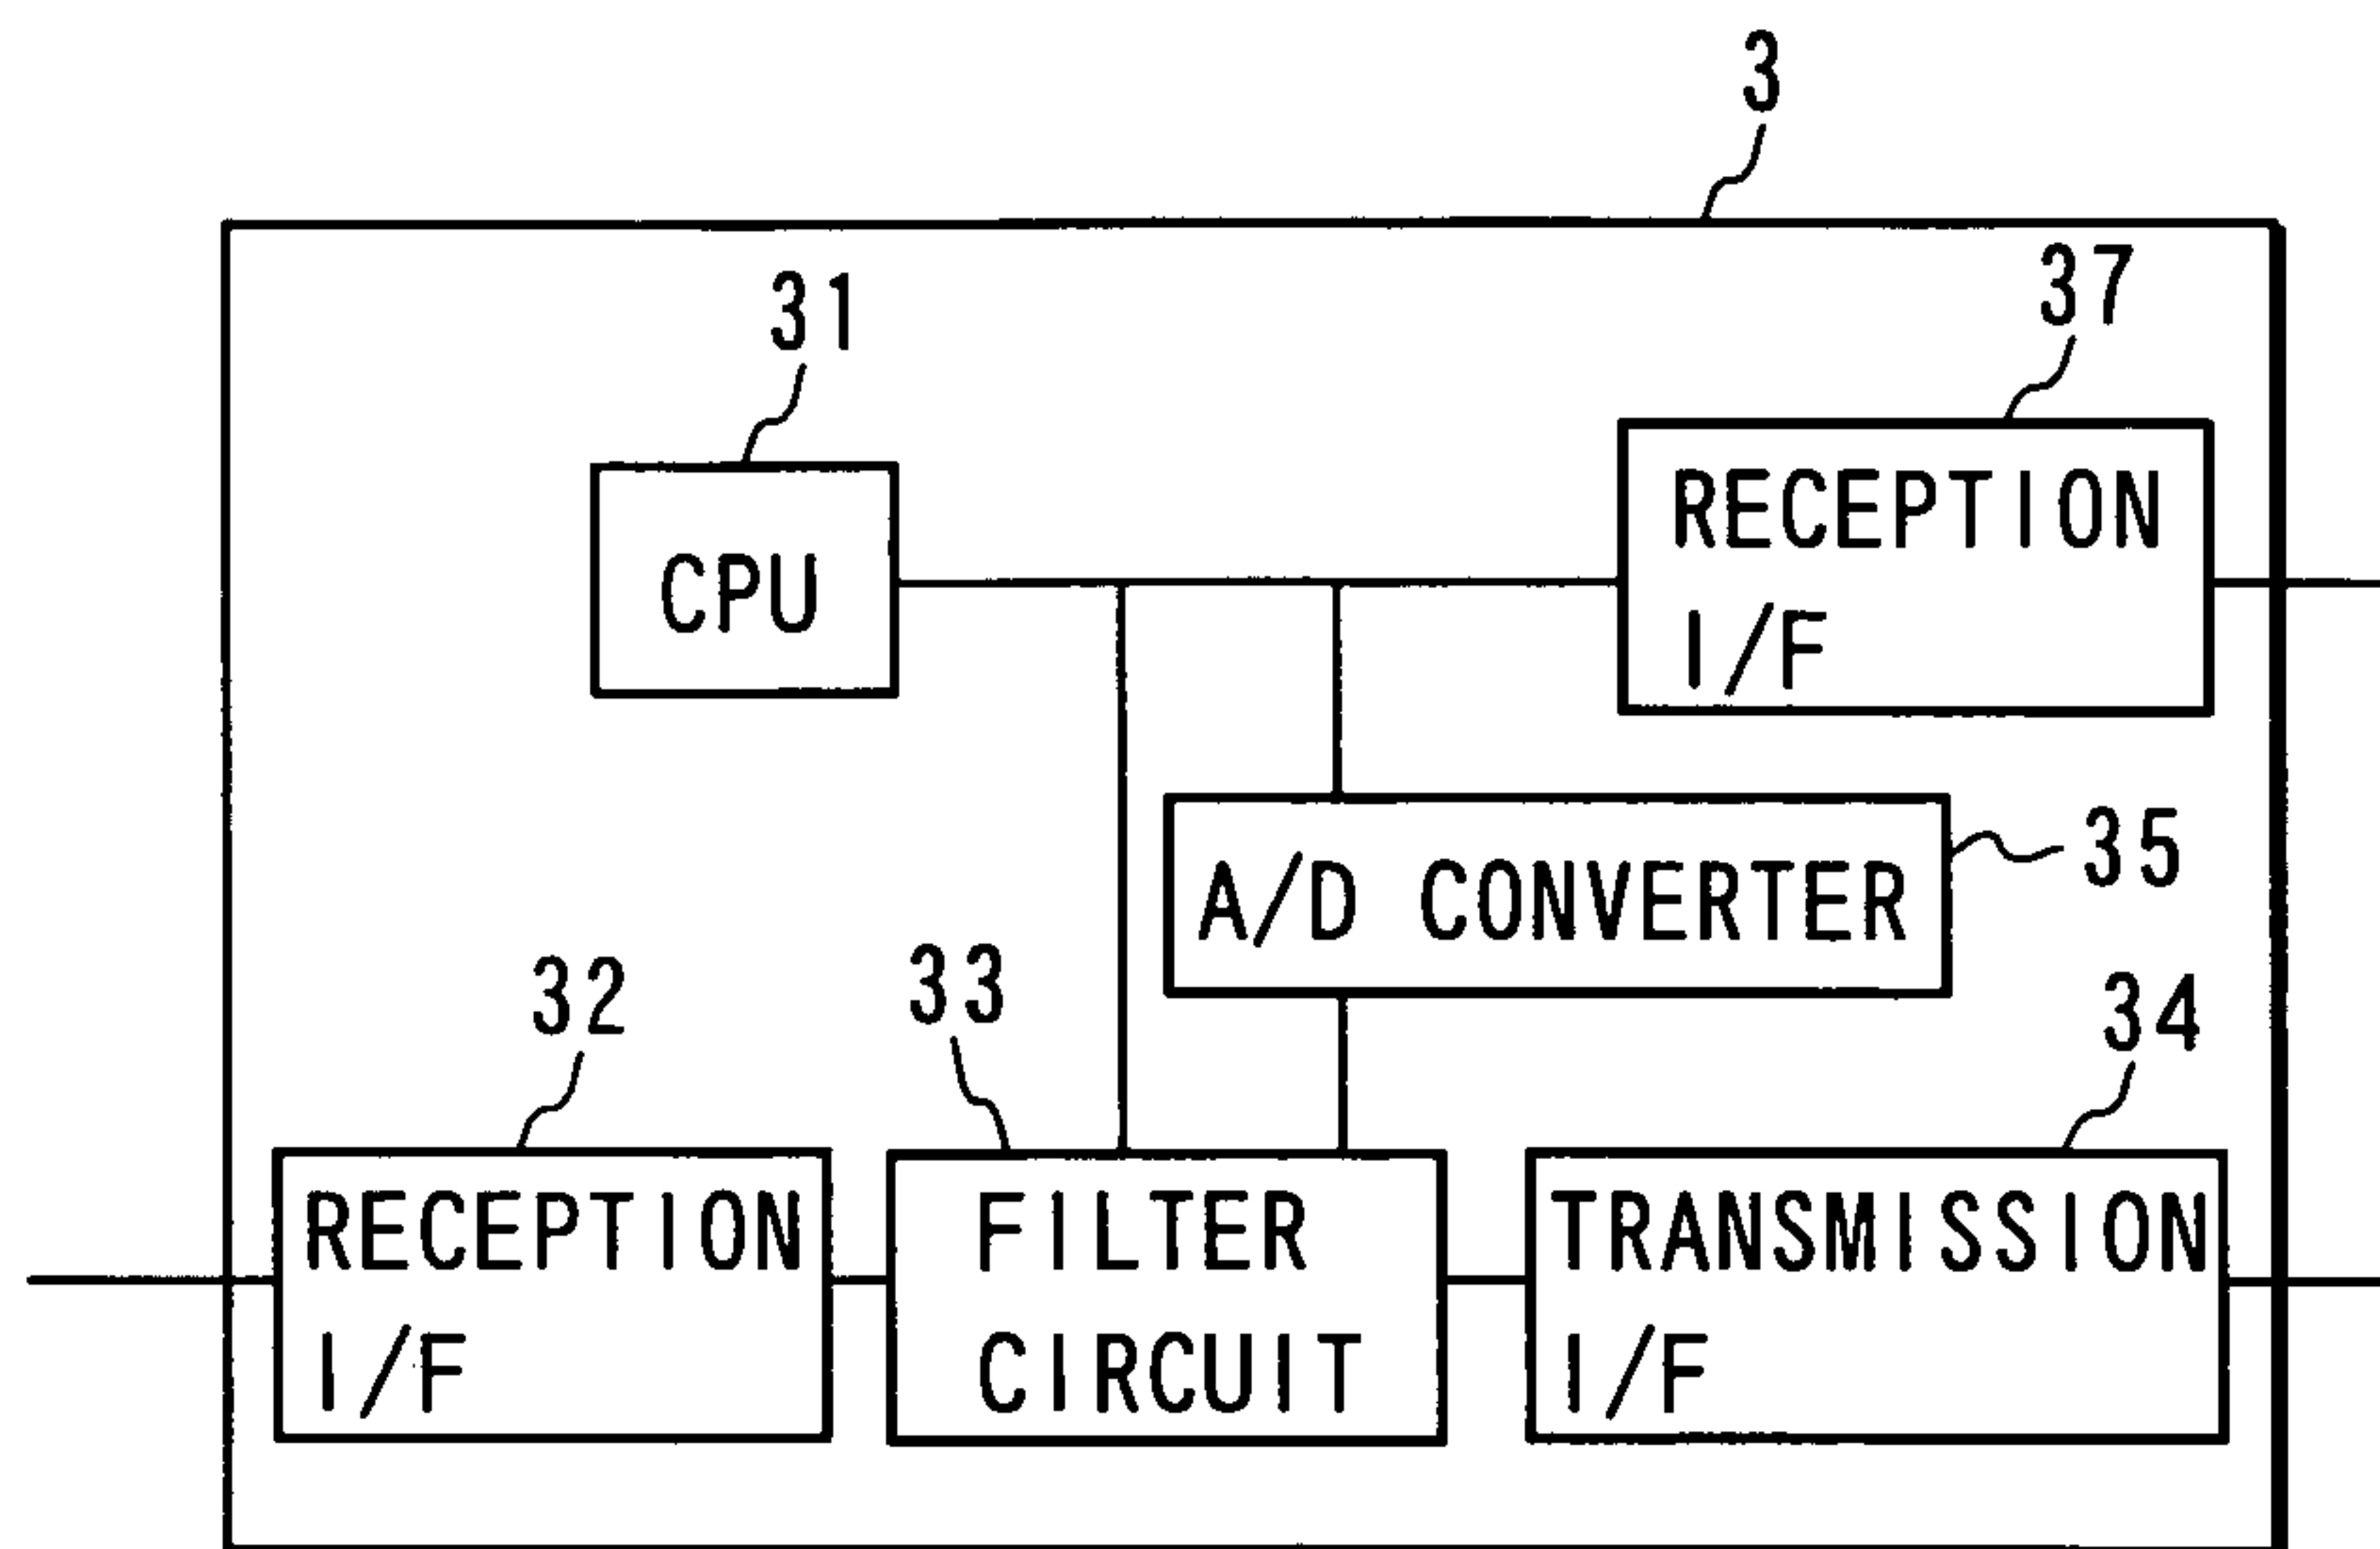 3
31
37
CPU
RECEPTION
I/F
A/D CONVERTER
35
32
33
34
RECEPTION
I/F
FILTER
CIRCUIT
TRANSMISSION
I/F